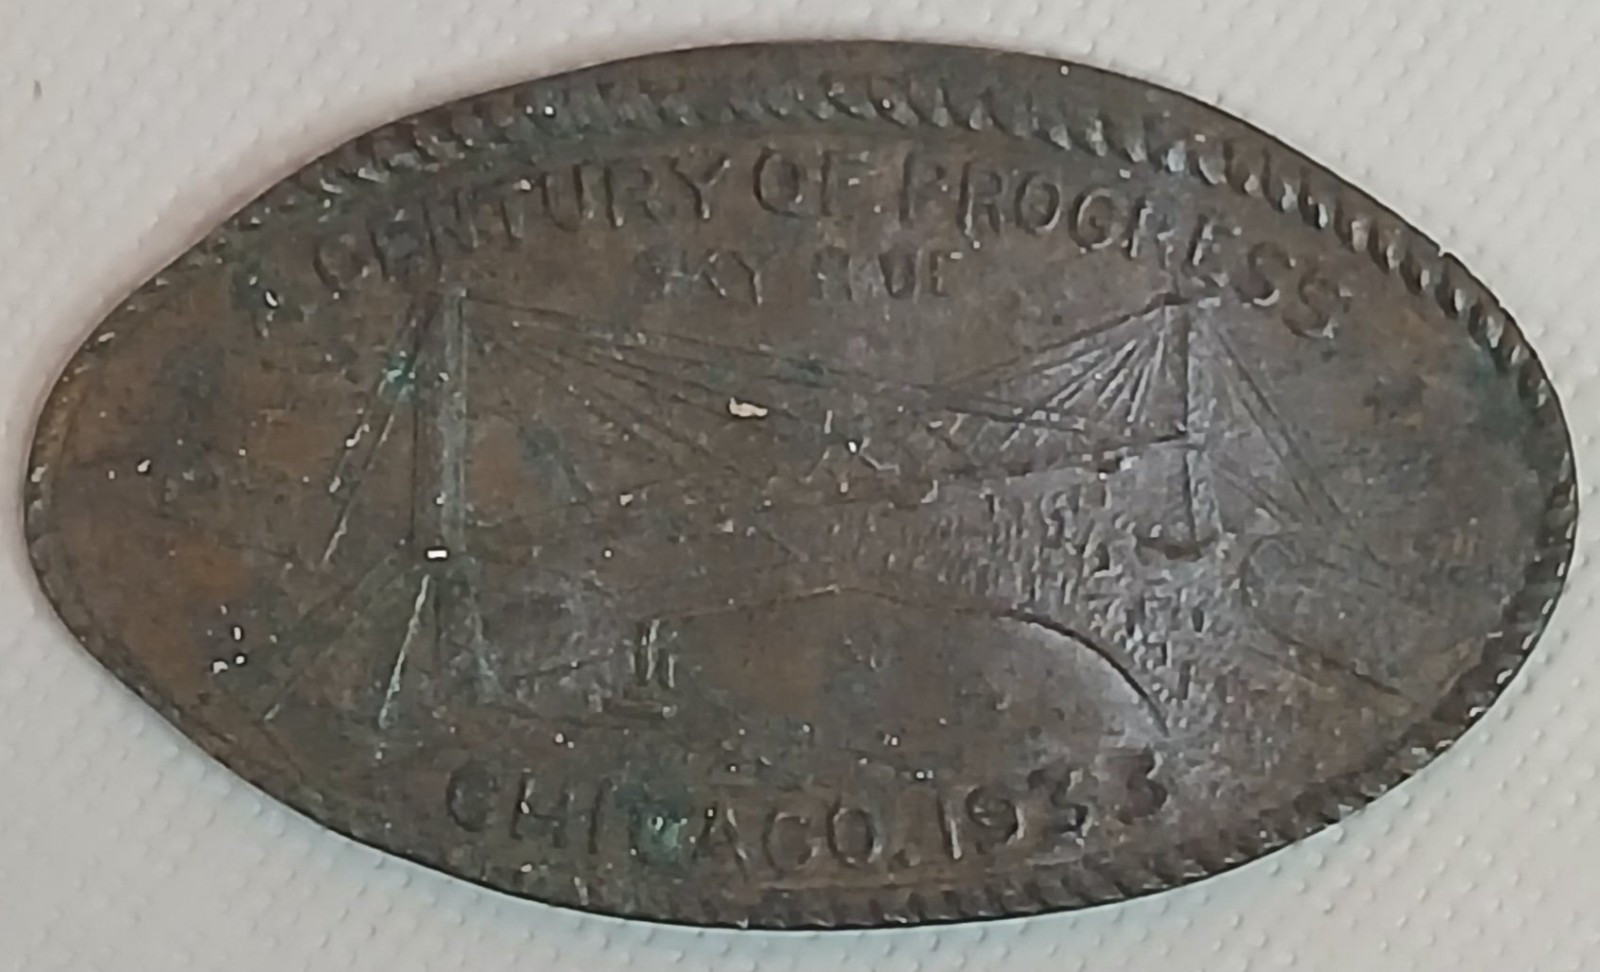 CENTURY OF PROGRESS
SKY RIDE
CHICAGO. 1933